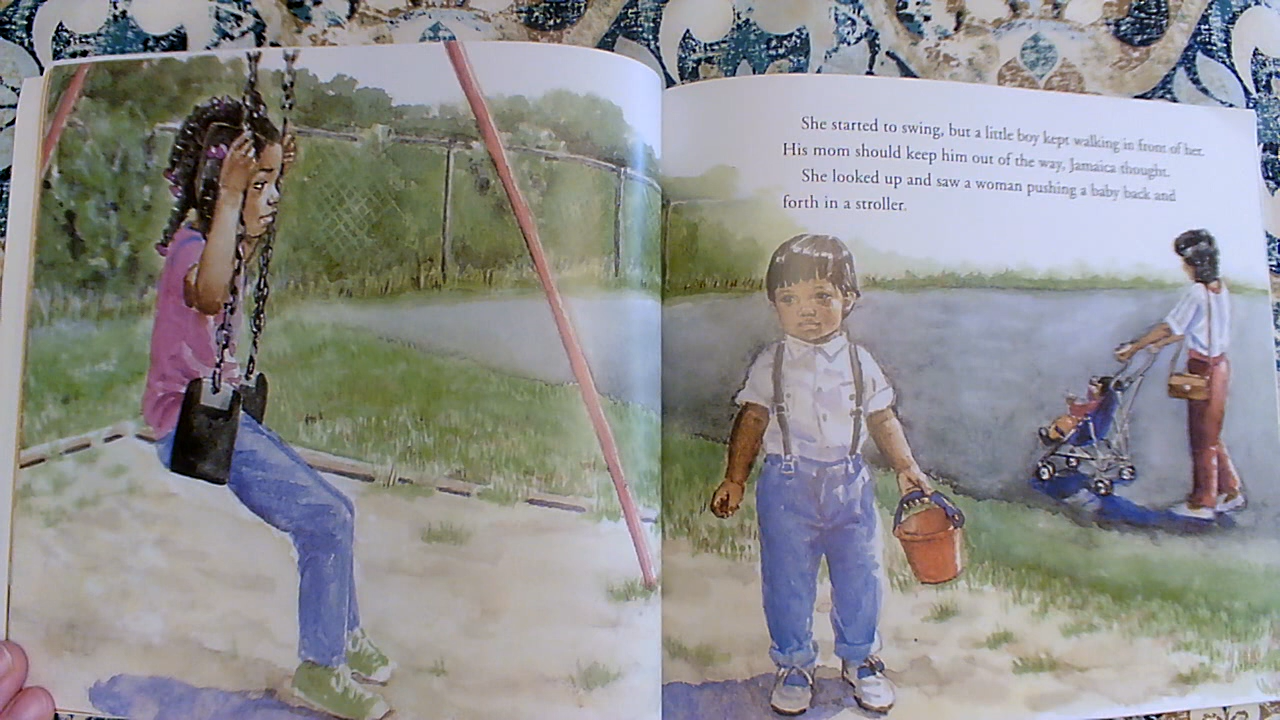 She started to swing, but a little boy kept walking in front of her.
His mom should keep him out of the way, Jamaica thought.
She looked up and saw a woman pushing a baby back and
forth in a stroller.